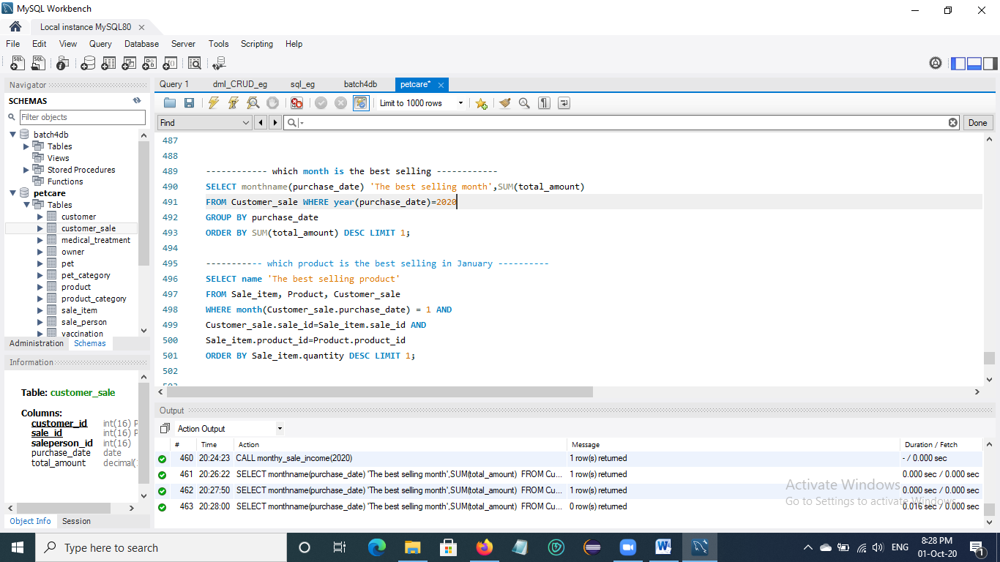 MySQL Workbench
Local instance MySQL80
File Edit View Query Database Server Tools Scripting Help
Navigator
SCHEMAS
Filter objects
batch4db
Tables
Views
Stored Procedures
Functions
petcare
Tables
customer
customer_sale
medical_treatment
owner
pet
pet_category
product
product_category
sale_item
sale_person
vaccination
Administration Schemas
Information
Table: customer_sale
Columns:
customer_id int(16) P
sale_id int(16) P
saleperson_id int(16)
purchase_date date
total_amount decimal(
Object Info Session
Query 1 dml_CRUD_eg sql_eg batch4db petcare*
Limit to 1000 rows
Find Done
487
488
489 ------------ which month is the best selling ------------
490 SELECT monthname(purchase_date) 'The best selling month',SUM(total_amount)
491 FROM Customer_sale WHERE year(purchase_date)=2020
492 GROUP BY purchase_date
493 ORDER BY SUM(total_amount) DESC LIMIT 1;
494
495 ----------- which product is the best selling in January ----------
496 SELECT name 'The best selling product'
497 FROM Sale_item, Product, Customer_sale
498 WHERE month(Customer_sale.purchase_date) = 1 AND
499 Customer_sale.sale_id=Sale_item.sale_id AND
500 Sale_item.product_id=Product.product_id
501 ORDER BY Sale_item.quantity DESC LIMIT 1;
502
503
Output
Action Output
# Time Action Message Duration / Fetch
460 20:24:23 CALL monthy_sale_income(2020) 1 row(s) returned - / 0.000 sec
461 20:26:22 SELECT monthname(purchase_date) 'The best selling month',SUM(total_amount) FROM Cu... 1 row(s) returned 0.000 sec / 0.000 sec
462 20:27:50 SELECT monthname(purchase_date) 'The best selling month',SUM(total_amount) FROM Cu... 1 row(s) returned 0.000 sec / 0.000 sec
463 20:28:00 SELECT monthname(purchase_date) 'The best selling month',SUM(total_amount) FROM Cu... 0 row(s) returned 0.016 sec / 0.000 sec
Activate Windows
Go to Settings to activate Windows.
Type here to search
ENG
8:28 PM
01-Oct-20
1